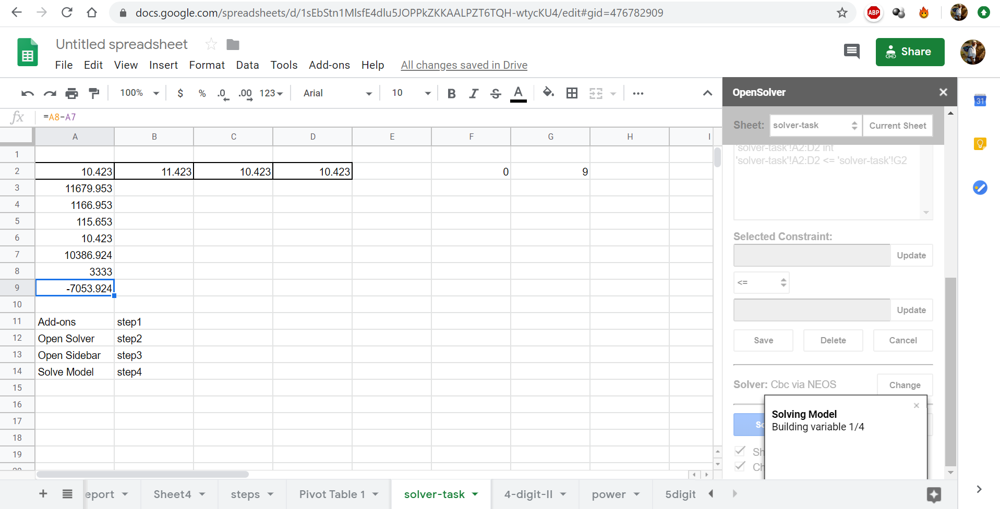 docs.google.com/spreadsheets/d/1sEbStn1MlsfE4dlu5JOPPkZKKAALPZT6TQH-wtycKU4/edit#gid=476782909
ABP
Untitled spreadsheet
File Edit View Insert Format Data Tools Add-ons Help All changes saved in Drive
Share
100% $ % .0 .00 123 Arial 10 B I S A
OpenSolver
31
fx =A8-A7
Sheet: solver-task Current Sheet
A B C D E F G H I
'solver-task'!A2:D2 int
'solver-task'!A2:D2 <= 'solver-task'!G2
1
2 10.423 11.423 10.423 10.423 0 9
3 11679.953
4 1166.953
5 115.653
6 10.423
7 10386.924
8 3333
9 -7053.924
10
11 Add-ons step1
12 Open Solver step2
13 Open Sidebar step3
14 Solve Model step4
15
16
17
18
19
20
Selected Constraint:
Update
<=
Update
Save Delete Cancel
Solver: Cbc via NEOS Change
So
Solving Model
Building variable 1/4
Sh
Ch
eport Sheet4 steps Pivot Table 1 solver-task 4-digit-II power 5digit